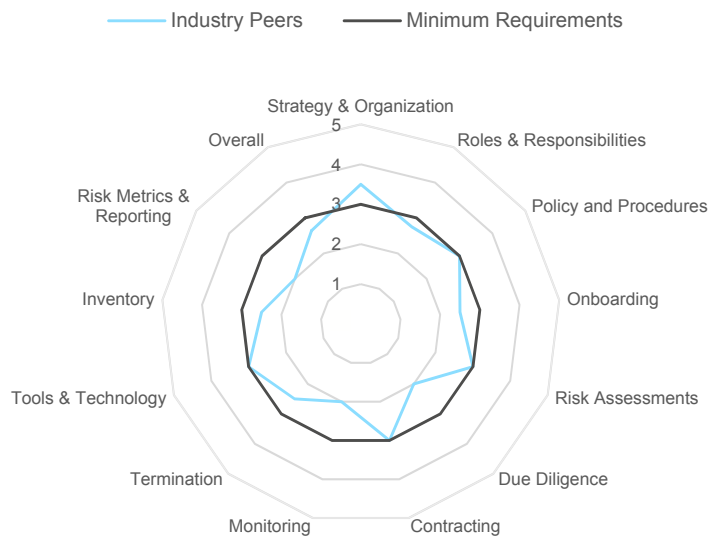 Industry Peers
Minimum Requirements
Strategy & Organization
Roles & Responsibilities
Policy and Procedures
Onboarding
Risk Assessments
Due Diligence
Contracting
Monitoring
Termination
Tools & Technology
Inventory
Risk Metrics &
Reporting
Overall
5
4
3
2
1